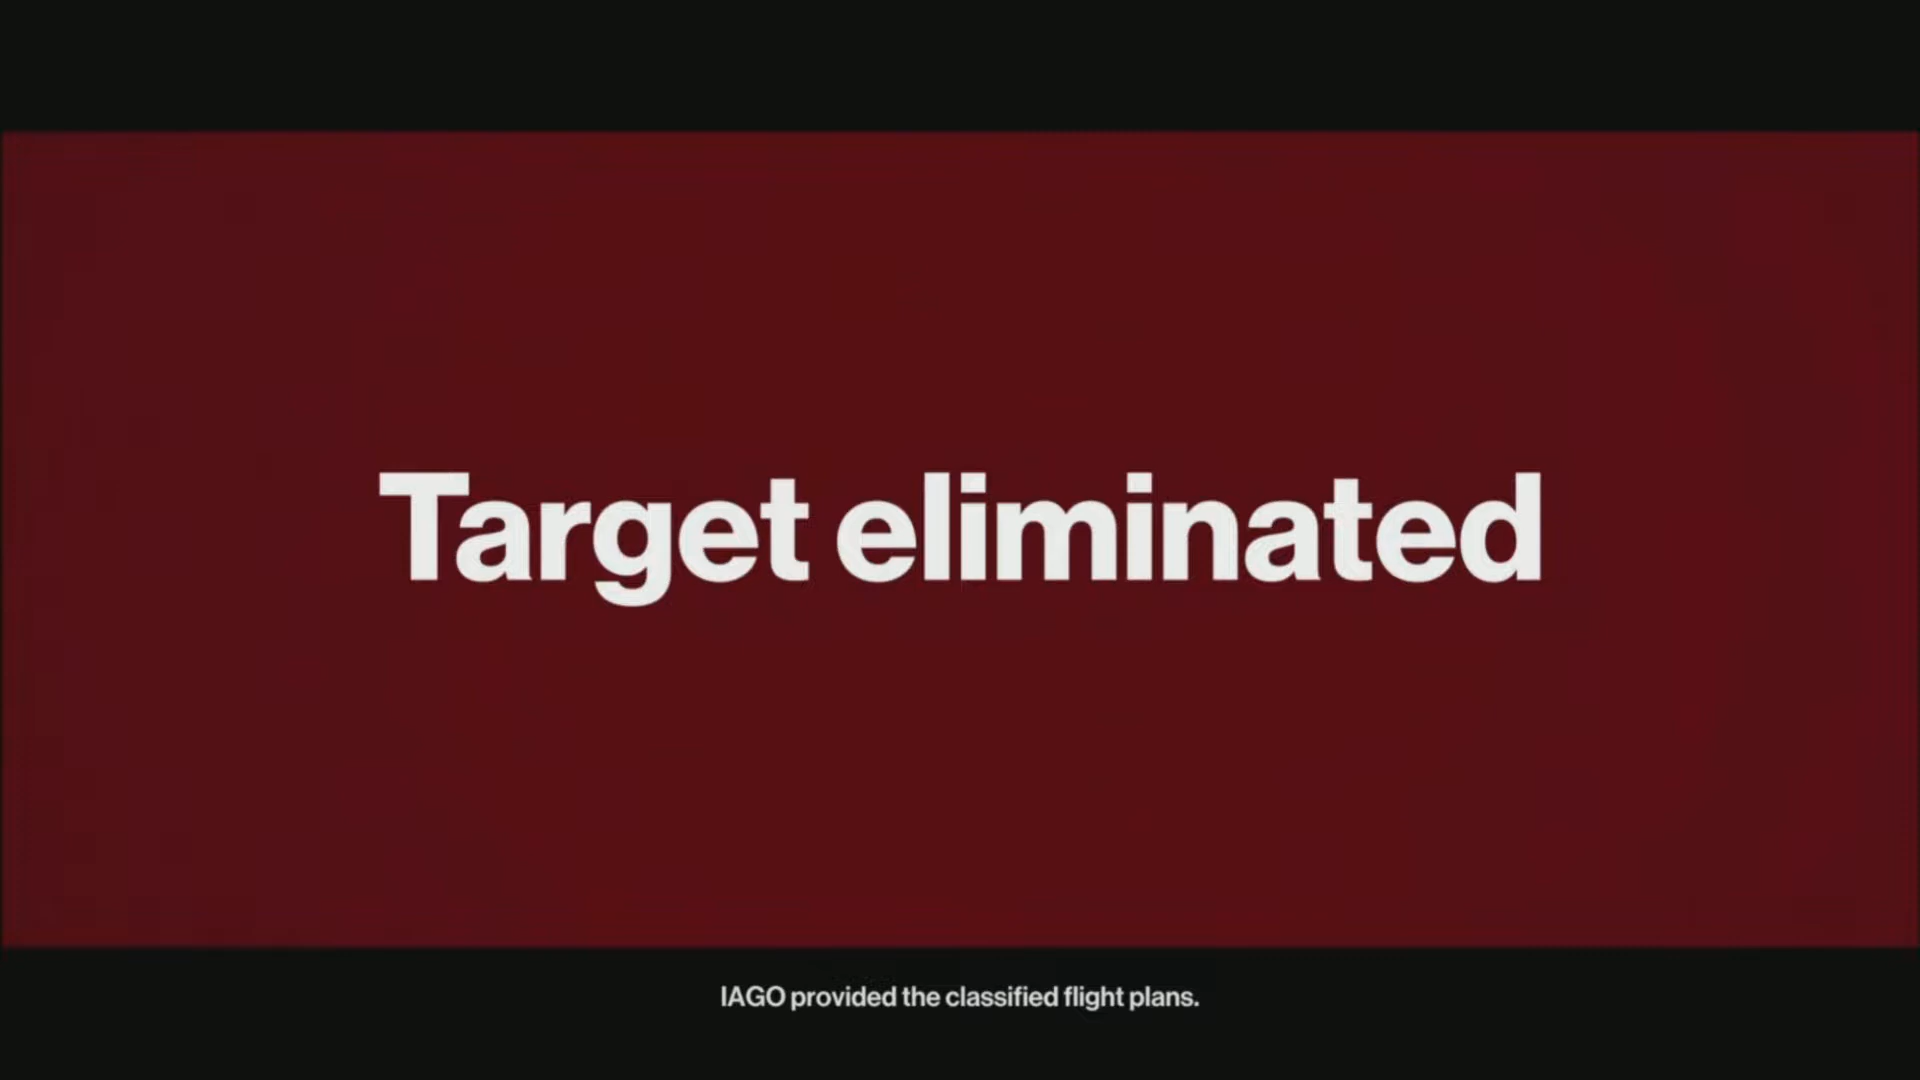 Target eliminated
IAGO provided the classified flight plans.